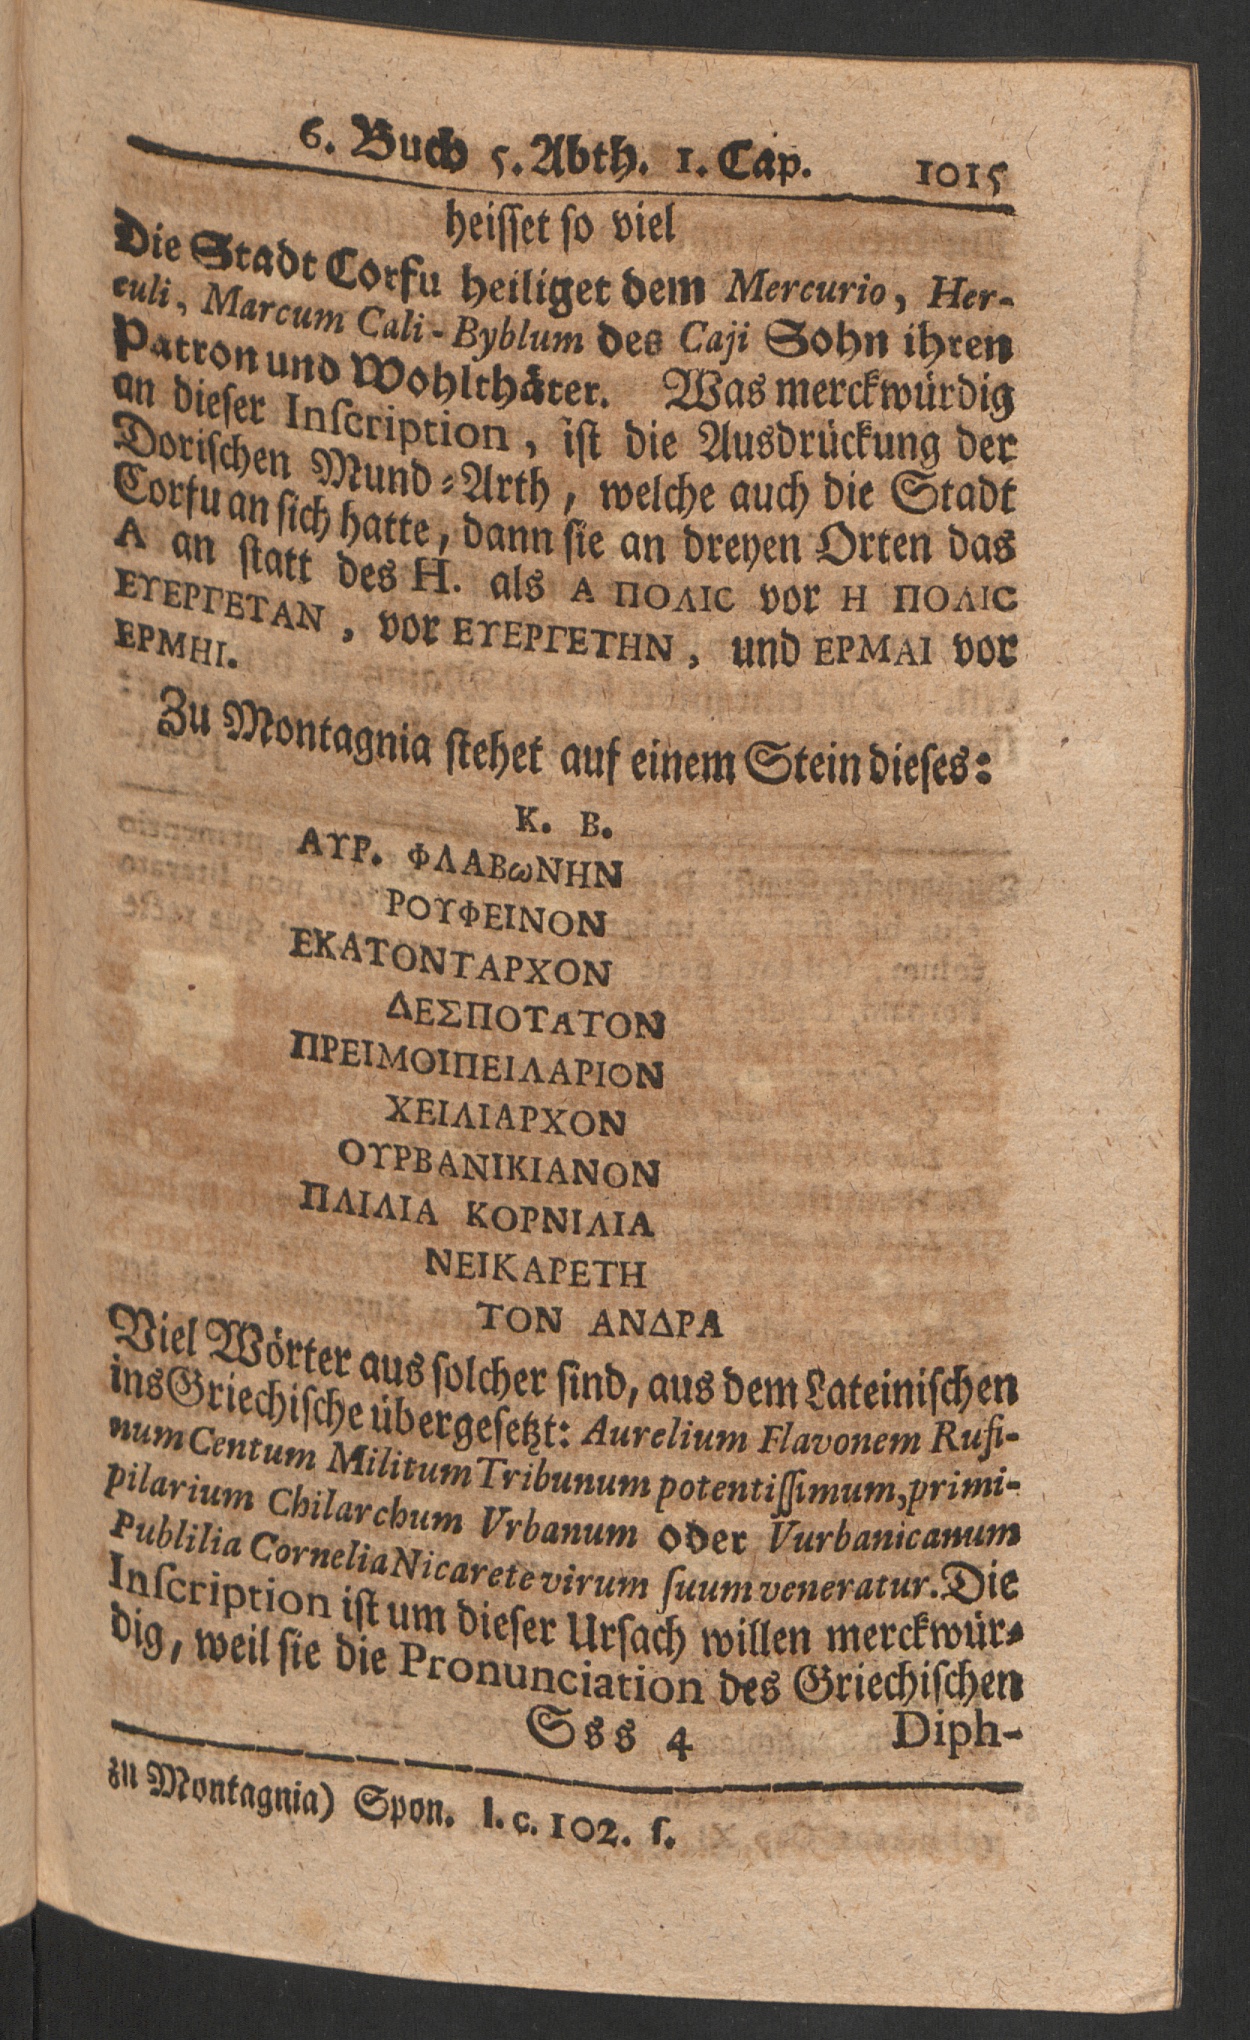 6. Buch 5. Abth. 1. Cap. 1015
heiſſet ſo viel
Die Stadt Corfu heiliget dem Mercurio, Her-
culi, Marcum Cali-Byblum des Caji Sohn ihren
Patron und Wohlthäter. Was merckwürdig
an dieſer Inſcription, iſt die Ausdrückung der
Doriſchen Mund-Arth, welche auch die Stadt
Corfu an ſich hatte, dann ſie an dreyen Orten das
A an ſtatt des H. als Α ΠΟΛΙC vor Η ΠΟΛΙC
ΕΥΕΡΓΕΤΑΝ, vor ΕΥΕΡΓΕΤΗΝ, und ΕΡΜΑΙ vor
ΕΡΜΗΙ.
Zu Montagnia ſtehet auf einem Stein dieſes:
K. B.
ΑΥΡ. ΦΛΑΒωΝΗΝ
ΡΟΥΦΕΙΝΟΝ
ΕΚΑΤΟΝΤΑΡΧΟΝ
ΔΕΣΠΟΤΑΤΟΝ
ΠΡΕΙΜΟΙΠΕΙΛΑΡΙΟΝ
ΧΕΙΛΙΑΡΧΟΝ
ΟΥΡΒΑΝΙΚΙΑΝΟΝ
ΠΛΙΛΙΑ ΚΟΡΝΙΛΙΑ
ΝΕΙΚΑΡΕΤΗ
ΤΟΝ ΑΝΔΡΑ
Viel Wörter aus ſolcher ſind, aus dem Lateiniſchen
ins Griechiſche übergeſetzt: Aurelium Flavonem Rufi-
num Centum Militum Tribunum potentiſſimum, primi-
pilarium Chilarchum Vrbanum oder Vurbanicanum
Publilia Cornelia Nicarete virum ſuum veneratur. Die
Inſcription iſt um dieſer Urſach willen merckwür-
dig, weil ſie die Pronunciation des Griechiſchen
Sss 4 Diph-
zu Montagnia) Spon. l. c. 102. ſ.